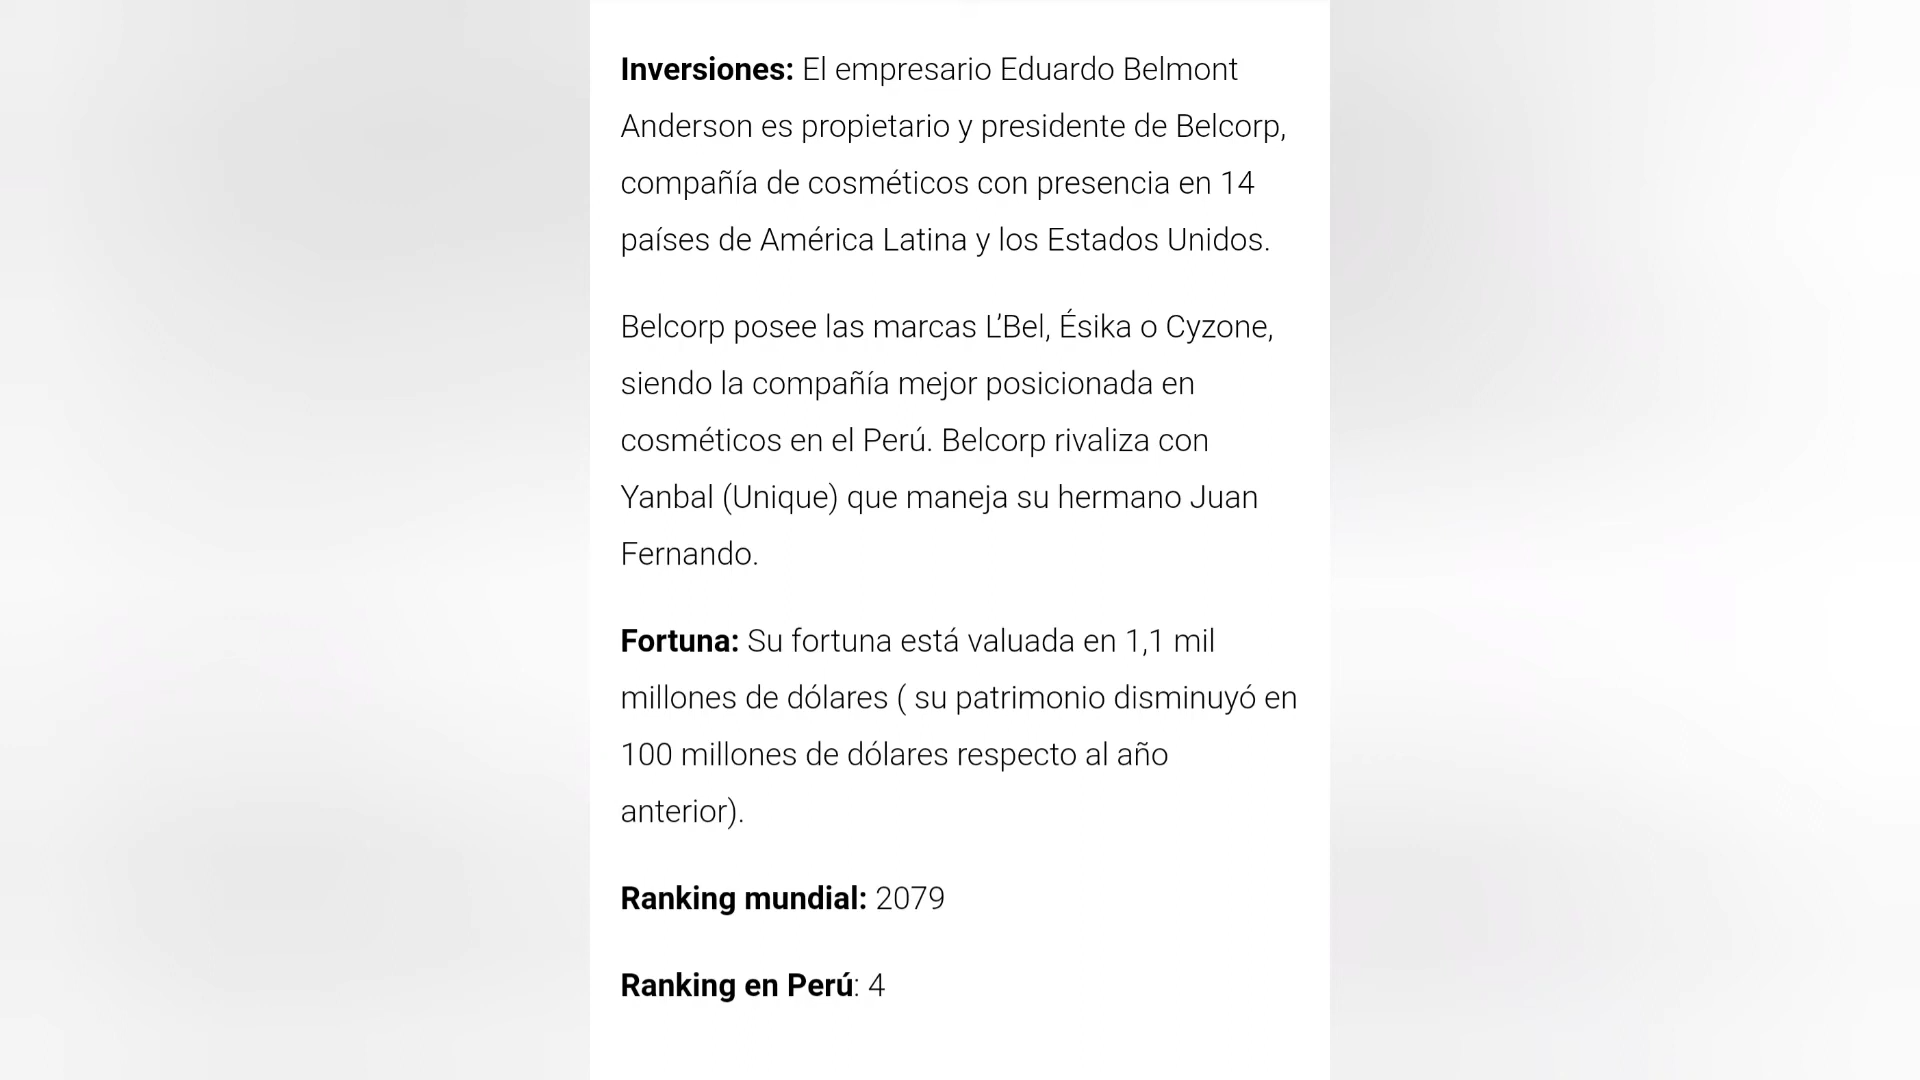 Inversiones: El empresario Eduardo Belmont
Anderson es propietario y presidente de Belcorp,
compañía de cosméticos con presencia en 14
países de América Latina y los Estados Unidos.
Belcorp posee las marcas L’Bel, Ésika o Cyzone,
siendo la compañía mejor posicionada en
cosméticos en el Perú. Belcorp rivaliza con
Yanbal (Unique) que maneja su hermano Juan
Fernando.
Fortuna: Su fortuna está valuada en 1,1 mil
millones de dólares ( su patrimonio disminuyó en
100 millones de dólares respecto al año
anterior).
Ranking mundial: 2079
Ranking en Perú: 4